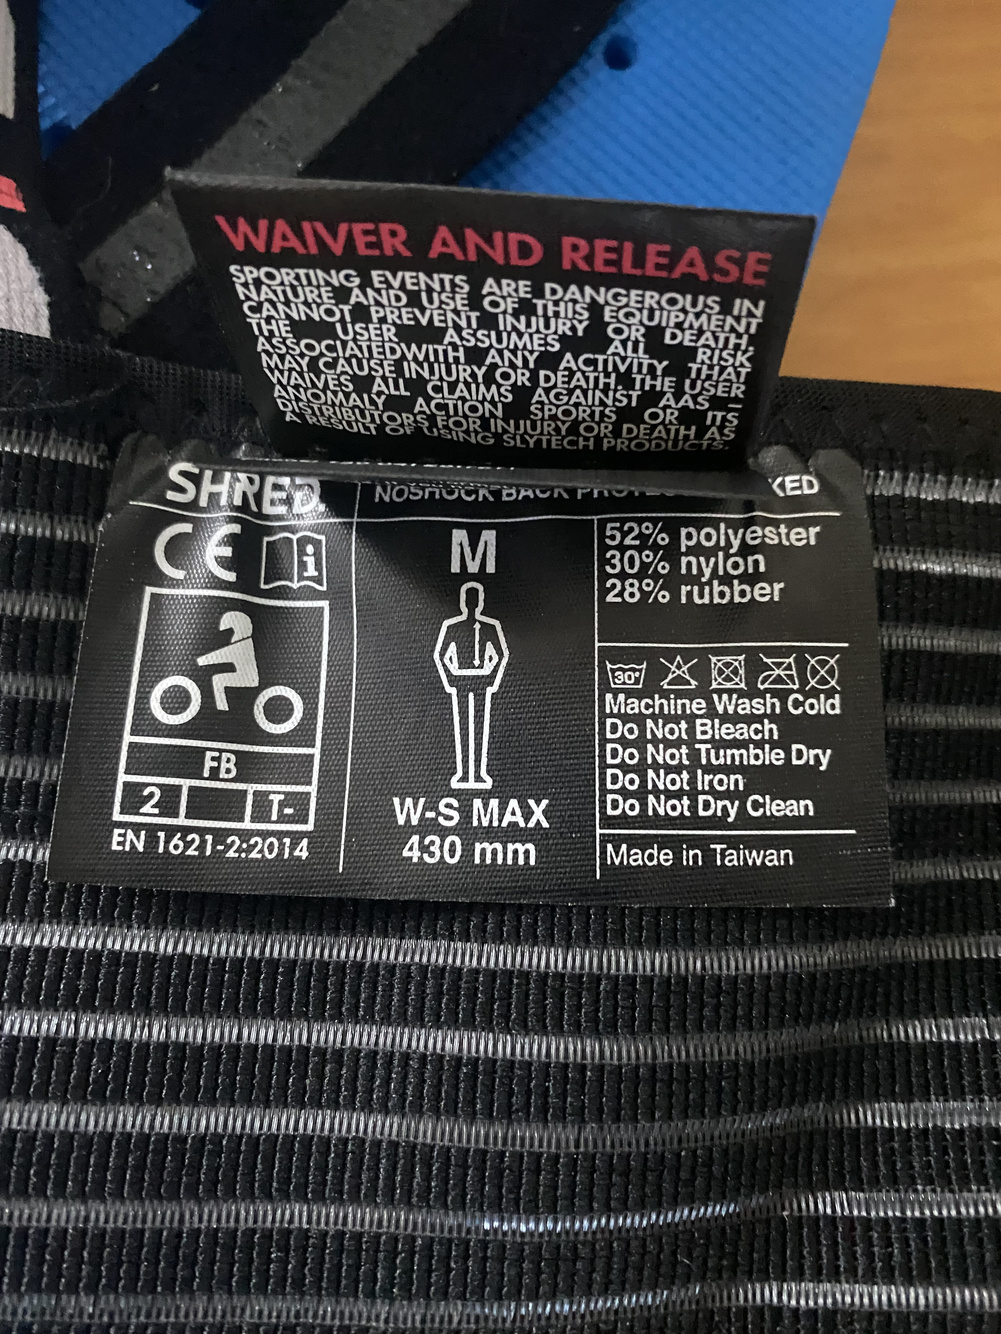 WAIVER AND RELEASE
SPORTING EVENTS ARE DANGEROUS IN
NATURE AND USE OF THIS EQUIPMENT
CANNOT PREVENT INJURY OR DEATH.
THE USER ASSUMES ALL RISK
ASSOCIATEDWITH ANY ACTIVITY THAT
MAY CAUSE INJURY OR DEATH. THE USER
WAIVES ALL CLAIMS AGAINST AAS –
ANOMALY ACTION SPORTS OR ITS
DISTRIBUTORS FOR INJURY OR DEATH AS
A RESULT OF USING SLYTECH PRODUCTS.
SHRED.
NOSHOCK BACK
CE
i
FB
2 T-
EN 1621-2:2014
M
W-S MAX
430 mm
52% polyester
30% nylon
28% rubber
30°
Machine Wash Cold
Do Not Bleach
Do Not Tumble Dry
Do Not Iron
Do Not Dry Clean
Made in Taiwan